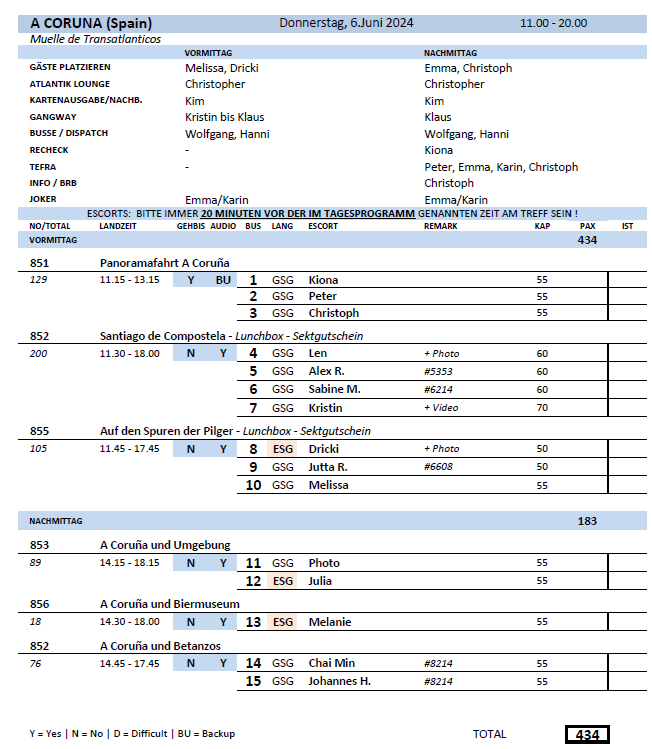 A CORUNA (Spain) Donnerstag, 6.Juni 2024 11.00 - 20.00
Muelle de Transatlanticos
VORMITTAG NACHMITTAG
GÄSTE PLATZIEREN Melissa, Dricki Emma, Christoph
ATLANTIK LOUNGE Christopher Christopher
KARTENAUSGABE/NACHB. Kim Kim
GANGWAY Kristin bis Klaus Klaus
BUSSE / DISPATCH Wolfgang, Hanni Wolfgang, Hanni
RECHECK - Kiona
TEFRA - Peter, Emma, Karin, Christoph
INFO / BRB Christoph
JOKER Emma/Karin Emma/Karin
ESCORTS: BITTE IMMER 20 MINUTEN VOR DER IM TAGESPROGRAMM GENANNTEN ZEIT AM TREFF SEIN !
NO/TOTAL LANDZEIT GEHBIS AUDIO BUS LANG ESCORT REMARK KAP PAX IST
VORMITTAG 434
851 Panoramafahrt A Coruña
129 11.15 - 13.15 Y BU 1 GSG Kiona 55
2 GSG Peter 55
3 GSG Christoph 55
852 Santiago de Compostela - Lunchbox - Sektgutschein
200 11.30 - 18.00 N Y 4 GSG Len + Photo 60
5 GSG Alex R. #5353 60
6 GSG Sabine M. #6214 60
7 GSG Kristin + Video 70
855 Auf den Spuren der Pilger - Lunchbox - Sektgutschein
105 11.45 - 17.45 N Y 8 ESG Dricki + Photo 50
9 GSG Jutta R. #6608 50
10 GSG Melissa 55
NACHMITTAG 183
853 A Coruña und Umgebung
89 14.15 - 18.15 N Y 11 GSG Photo 55
12 ESG Julia 55
856 A Coruña und Biermuseum
18 14.30 - 18.00 N Y 13 ESG Melanie 55
852 A Coruña und Betanzos
76 14.45 - 17.45 N Y 14 GSG Chai Min #8214 55
15 GSG Johannes H. #8214 55
Y = Yes | N = No | D = Difficult | BU = Backup TOTAL 434